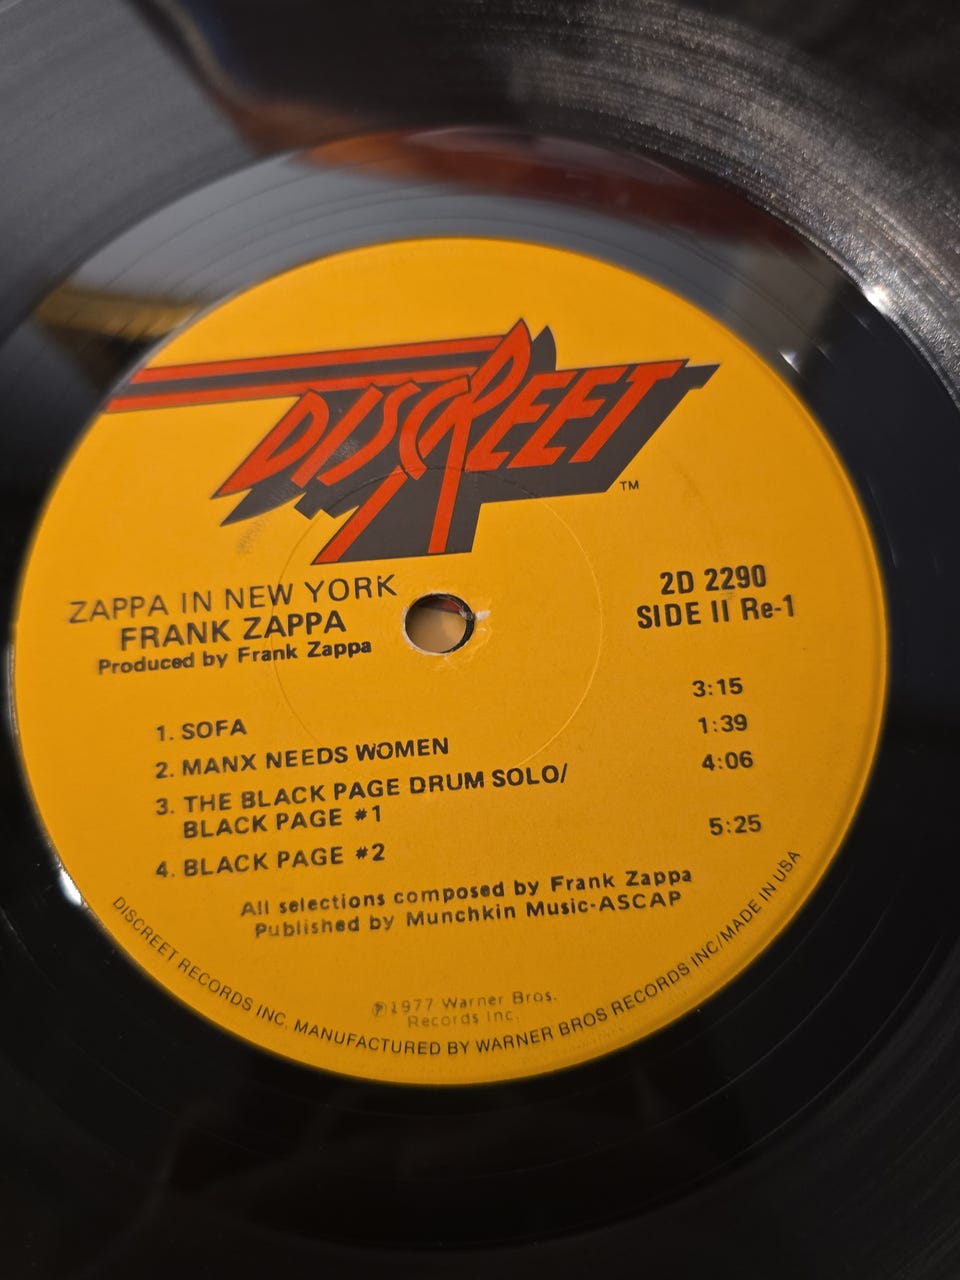 DISCREET
TM
ZAPPA IN NEW YORK
FRANK ZAPPA
Produced by Frank Zappa
2D 2290
SIDE II Re-1
1. SOFA 3:15
2. MANX NEEDS WOMEN 1:39
3. THE BLACK PAGE DRUM SOLO/ 4:06
BLACK PAGE #1
4. BLACK PAGE #2 5:25
All selections composed by Frank Zappa
Published by Munchkin Music-ASCAP
℗1977 Warner Bros.
Records Inc.
DISCREET RECORDS INC. MANUFACTURED BY WARNER BROS RECORDS INC/MADE IN USA